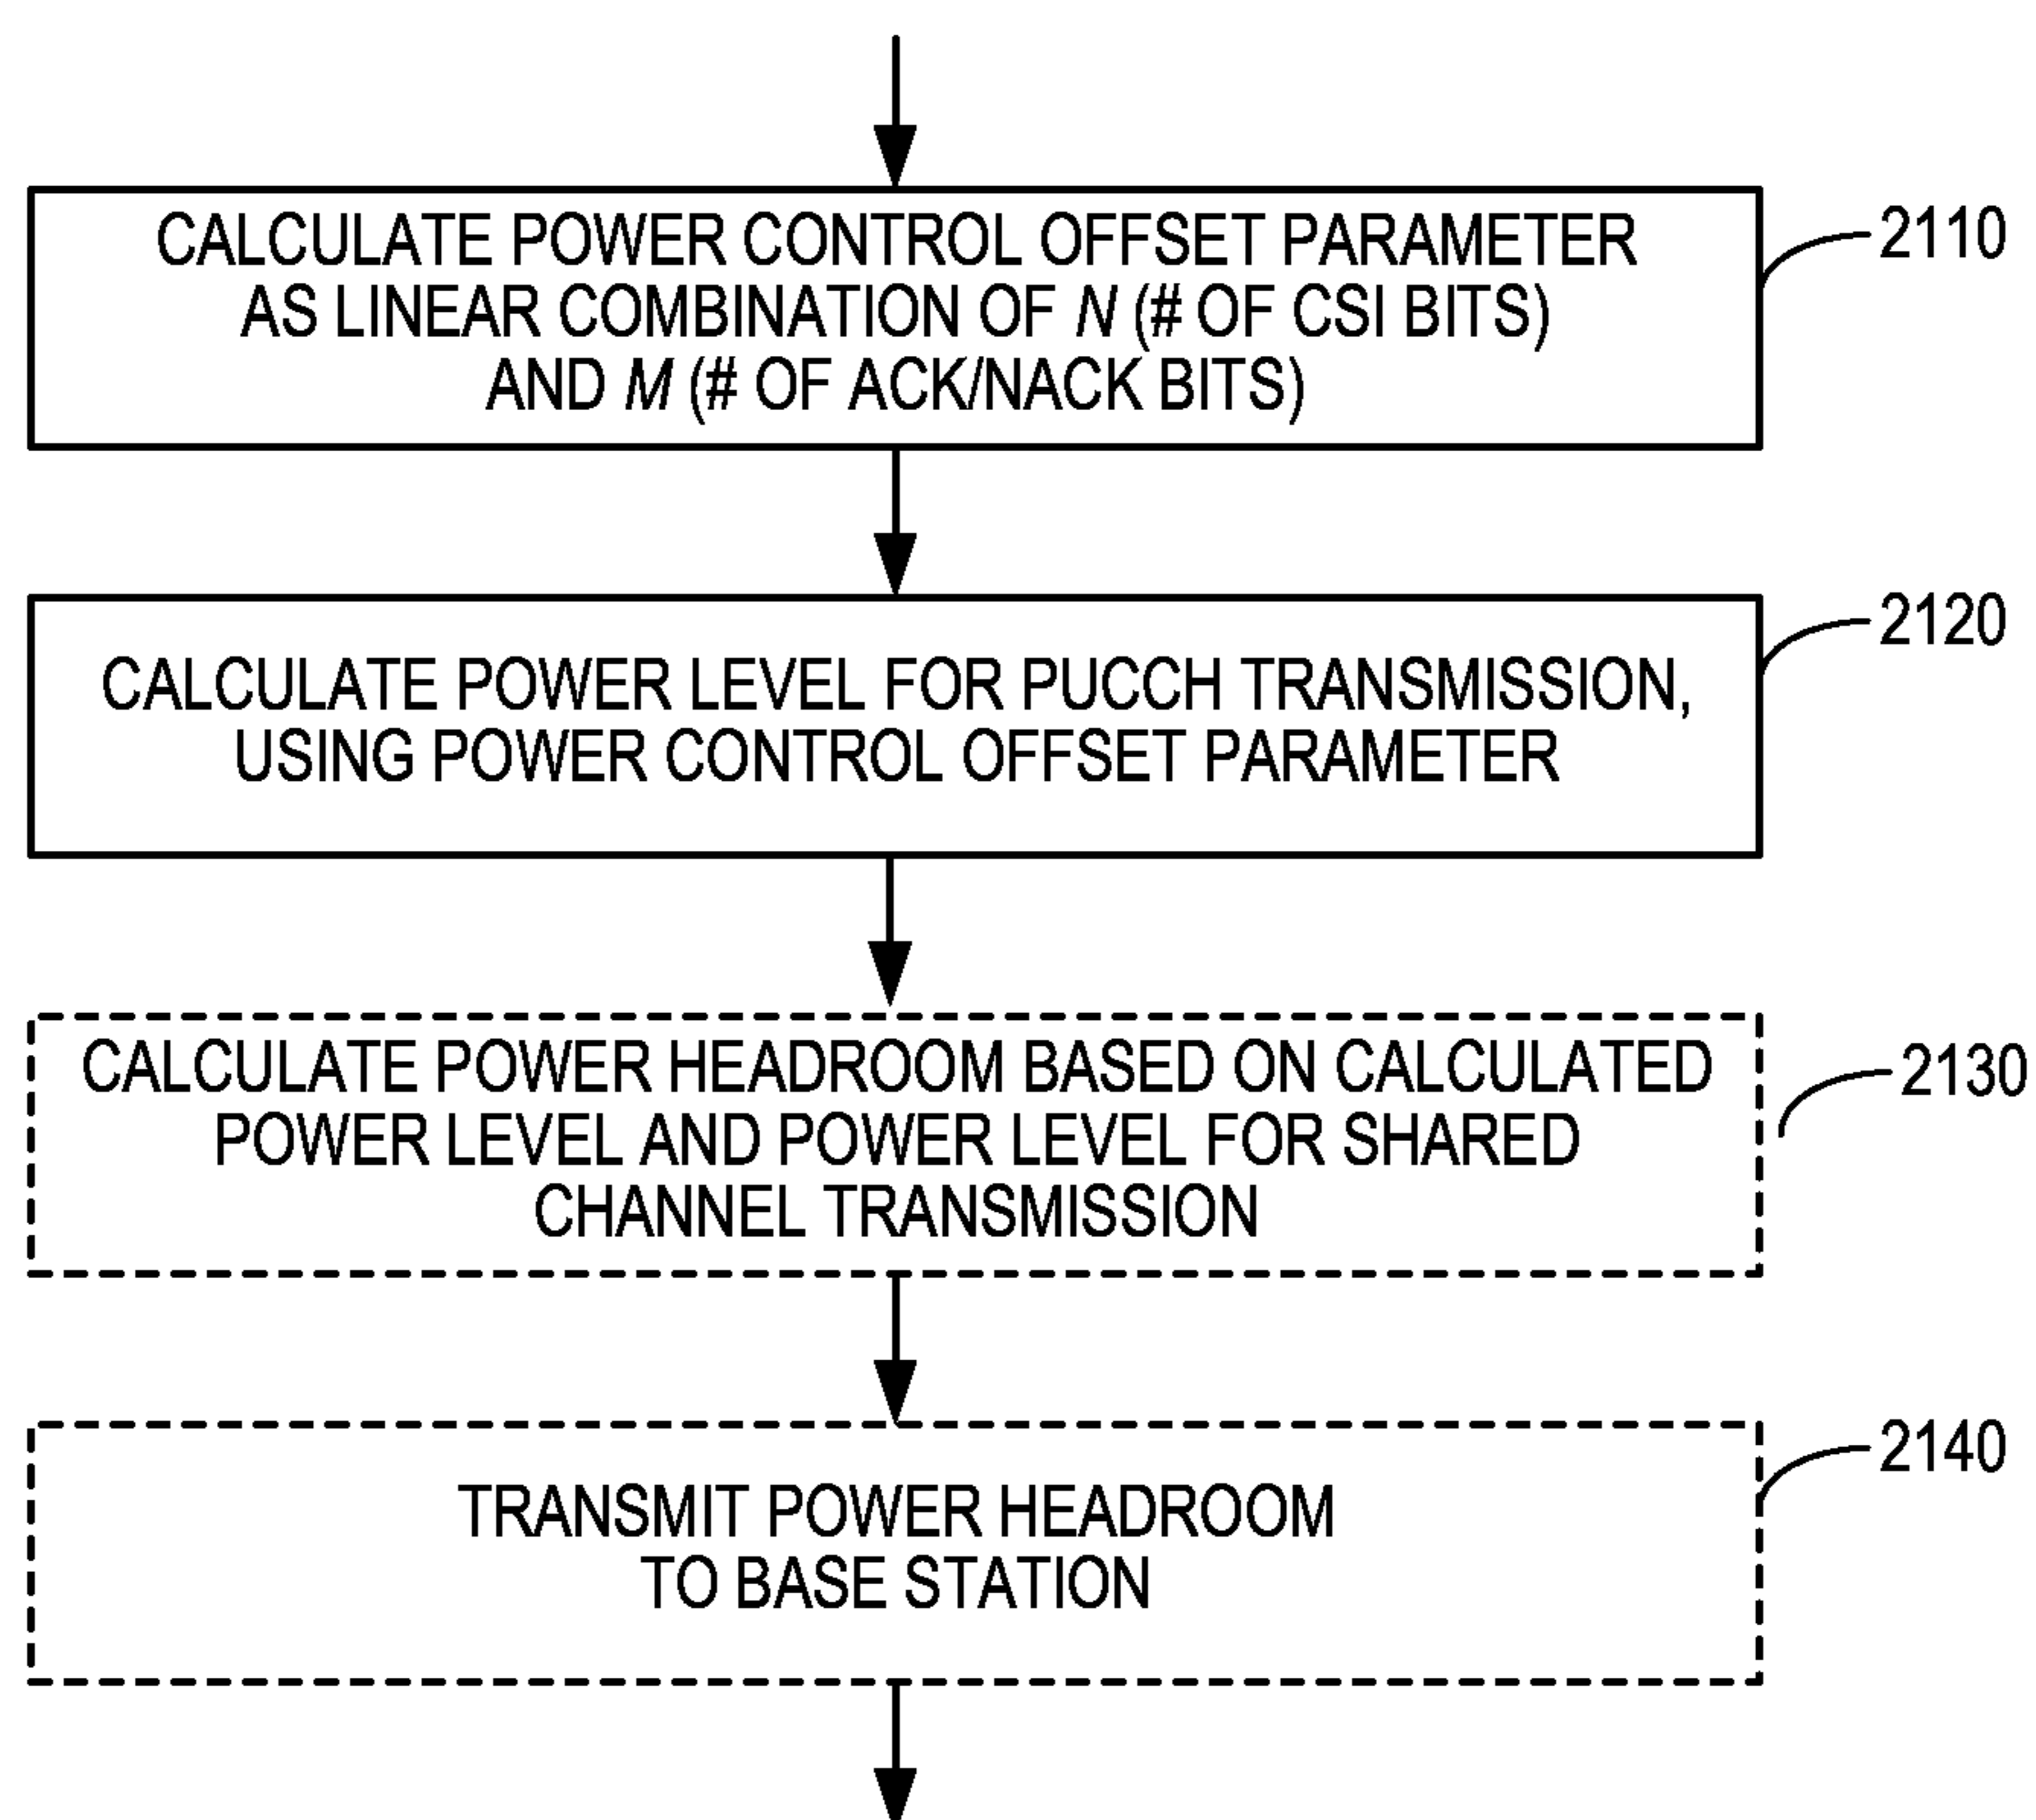 CALCULATE POWER CONTROL OFFSET PARAMETER
AS LINEAR COMBINATION OF N (# OF CSI BITS)
AND M (# OF ACK/NACK BITS)
2110
CALCULATE POWER LEVEL FOR PUCCH TRANSMISSION,
USING POWER CONTROL OFFSET PARAMETER
2120
CALCULATE POWER HEADROOM BASED ON CALCULATED
POWER LEVEL AND POWER LEVEL FOR SHARED
CHANNEL TRANSMISSION
2130
TRANSMIT POWER HEADROOM
TO BASE STATION
2140